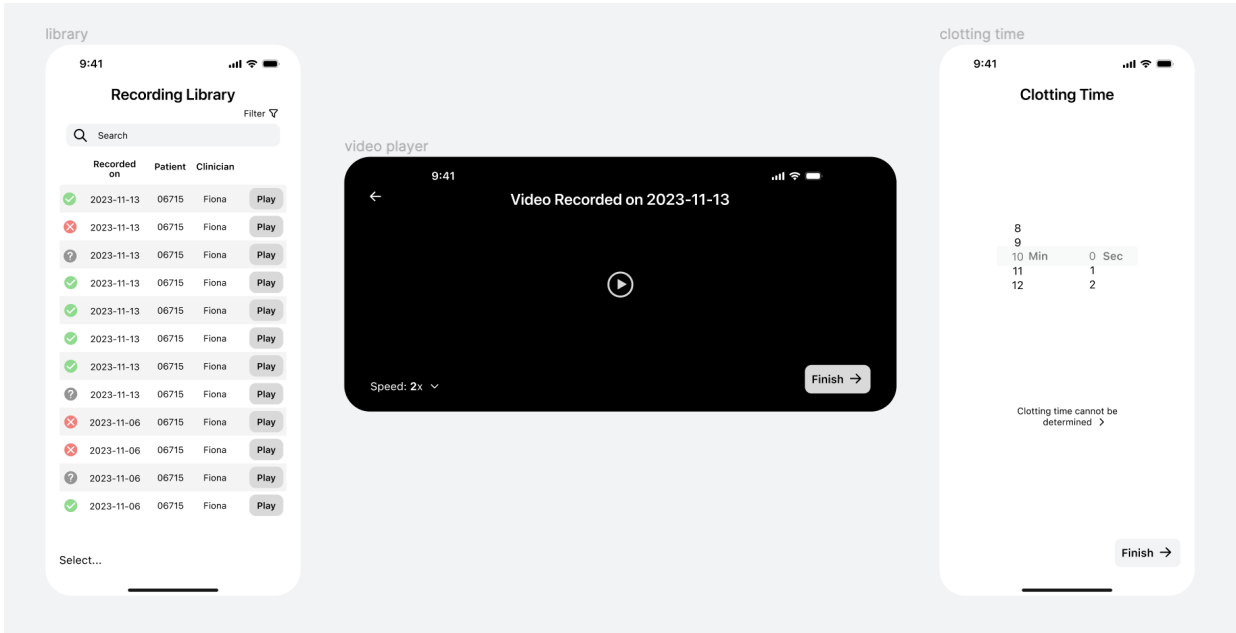 library
9:41
Recording Library
Filter
Search
Recorded on Patient Clinician
2023-11-13 06715 Fiona Play
2023-11-13 06715 Fiona Play
2023-11-13 06715 Fiona Play
2023-11-13 06715 Fiona Play
2023-11-13 06715 Fiona Play
2023-11-13 06715 Fiona Play
2023-11-13 06715 Fiona Play
2023-11-13 06715 Fiona Play
2023-11-06 06715 Fiona Play
2023-11-06 06715 Fiona Play
2023-11-06 06715 Fiona Play
2023-11-06 06715 Fiona Play
Select...
video player
9:41
Video Recorded on 2023-11-13
Speed: 2x
Finish
clotting time
9:41
Clotting Time
8
9
10 Min 0 Sec
11 1
12 2
Clotting time cannot be
determined
Finish